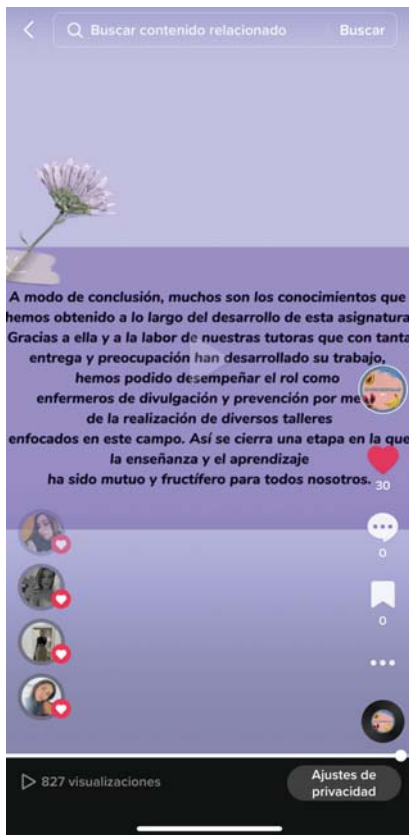 Buscar contenido relacionado
Buscar
A modo de conclusión, muchos son los conocimientos que
hemos obtenido a lo largo del desarrollo de esta asignatura
Gracias a ella y a la labor de nuestras tutoras que con tanta
entrega y preocupación han desarrollado su trabajo,
hemos podido desempeñar el rol como
enfermeros de divulgación y prevención por me
de la realización de diversos talleres
enfocados en este campo. Así se cierra una etapa en la que
la enseñanza y el aprendizaje
ha sido mutuo y fructífero para todos nosotros.
30
0
0
827 visualizaciones
Ajustes de
privacidad